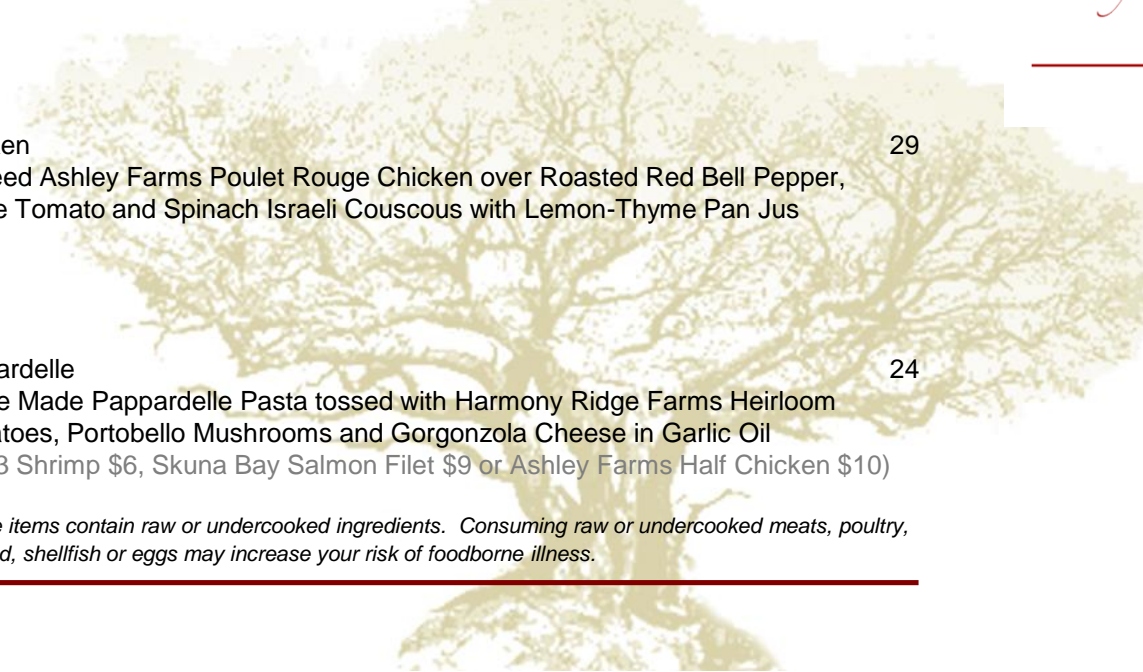 en 29
eed Ashley Farms Poulet Rouge Chicken over Roasted Red Bell Pepper,
e Tomato and Spinach Israeli Couscous with Lemon-Thyme Pan Jus
ardelle 24
e Made Pappardelle Pasta tossed with Harmony Ridge Farms Heirloom
atoes, Portobello Mushrooms and Gorgonzola Cheese in Garlic Oil
3 Shrimp $6, Skuna Bay Salmon Filet $9 or Ashley Farms Half Chicken $10)
e items contain raw or undercooked ingredients.  Consuming raw or undercooked meats, poultry,
d, shellfish or eggs may increase your risk of foodborne illness.